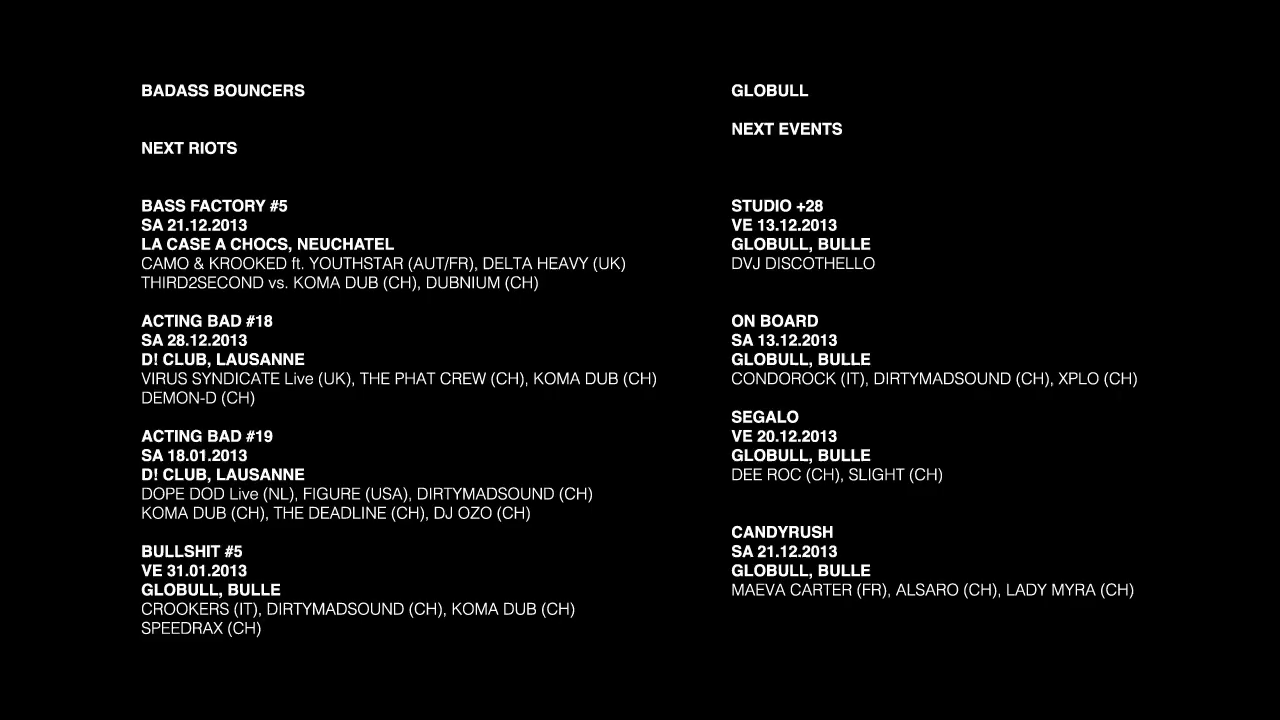 BADASS BOUNCERS
NEXT RIOTS
BASS FACTORY #5
SA 21.12.2013
LA CASE A CHOCS, NEUCHATEL
CAMO & KROOKED ft. YOUTHSTAR (AUT/FR), DELTA HEAVY (UK)
THIRD2SECOND vs. KOMA DUB (CH), DUBNIUM (CH)
ACTING BAD #18
SA 28.12.2013
D! CLUB, LAUSANNE
VIRUS SYNDICATE Live (UK), THE PHAT CREW (CH), KOMA DUB (CH)
DEMON-D (CH)
ACTING BAD #19
SA 18.01.2013
D! CLUB, LAUSANNE
DOPE DOD Live (NL), FIGURE (USA), DIRTYMADSOUND (CH)
KOMA DUB (CH), THE DEADLINE (CH), DJ OZO (CH)
BULLSHIT #5
VE 31.01.2013
GLOBULL, BULLE
CROOKERS (IT), DIRTYMADSOUND (CH), KOMA DUB (CH)
SPEEDRAX (CH)
GLOBULL
NEXT EVENTS
STUDIO +28
VE 13.12.2013
GLOBULL, BULLE
DVJ DISCOTHELLO
ON BOARD
SA 13.12.2013
GLOBULL, BULLE
CONDOROCK (IT), DIRTYMADSOUND (CH), XPLO (CH)
SEGALO
VE 20.12.2013
GLOBULL, BULLE
DEE ROC (CH), SLIGHT (CH)
CANDYRUSH
SA 21.12.2013
GLOBULL, BULLE
MAEVA CARTER (FR), ALSARO (CH), LADY MYRA (CH)